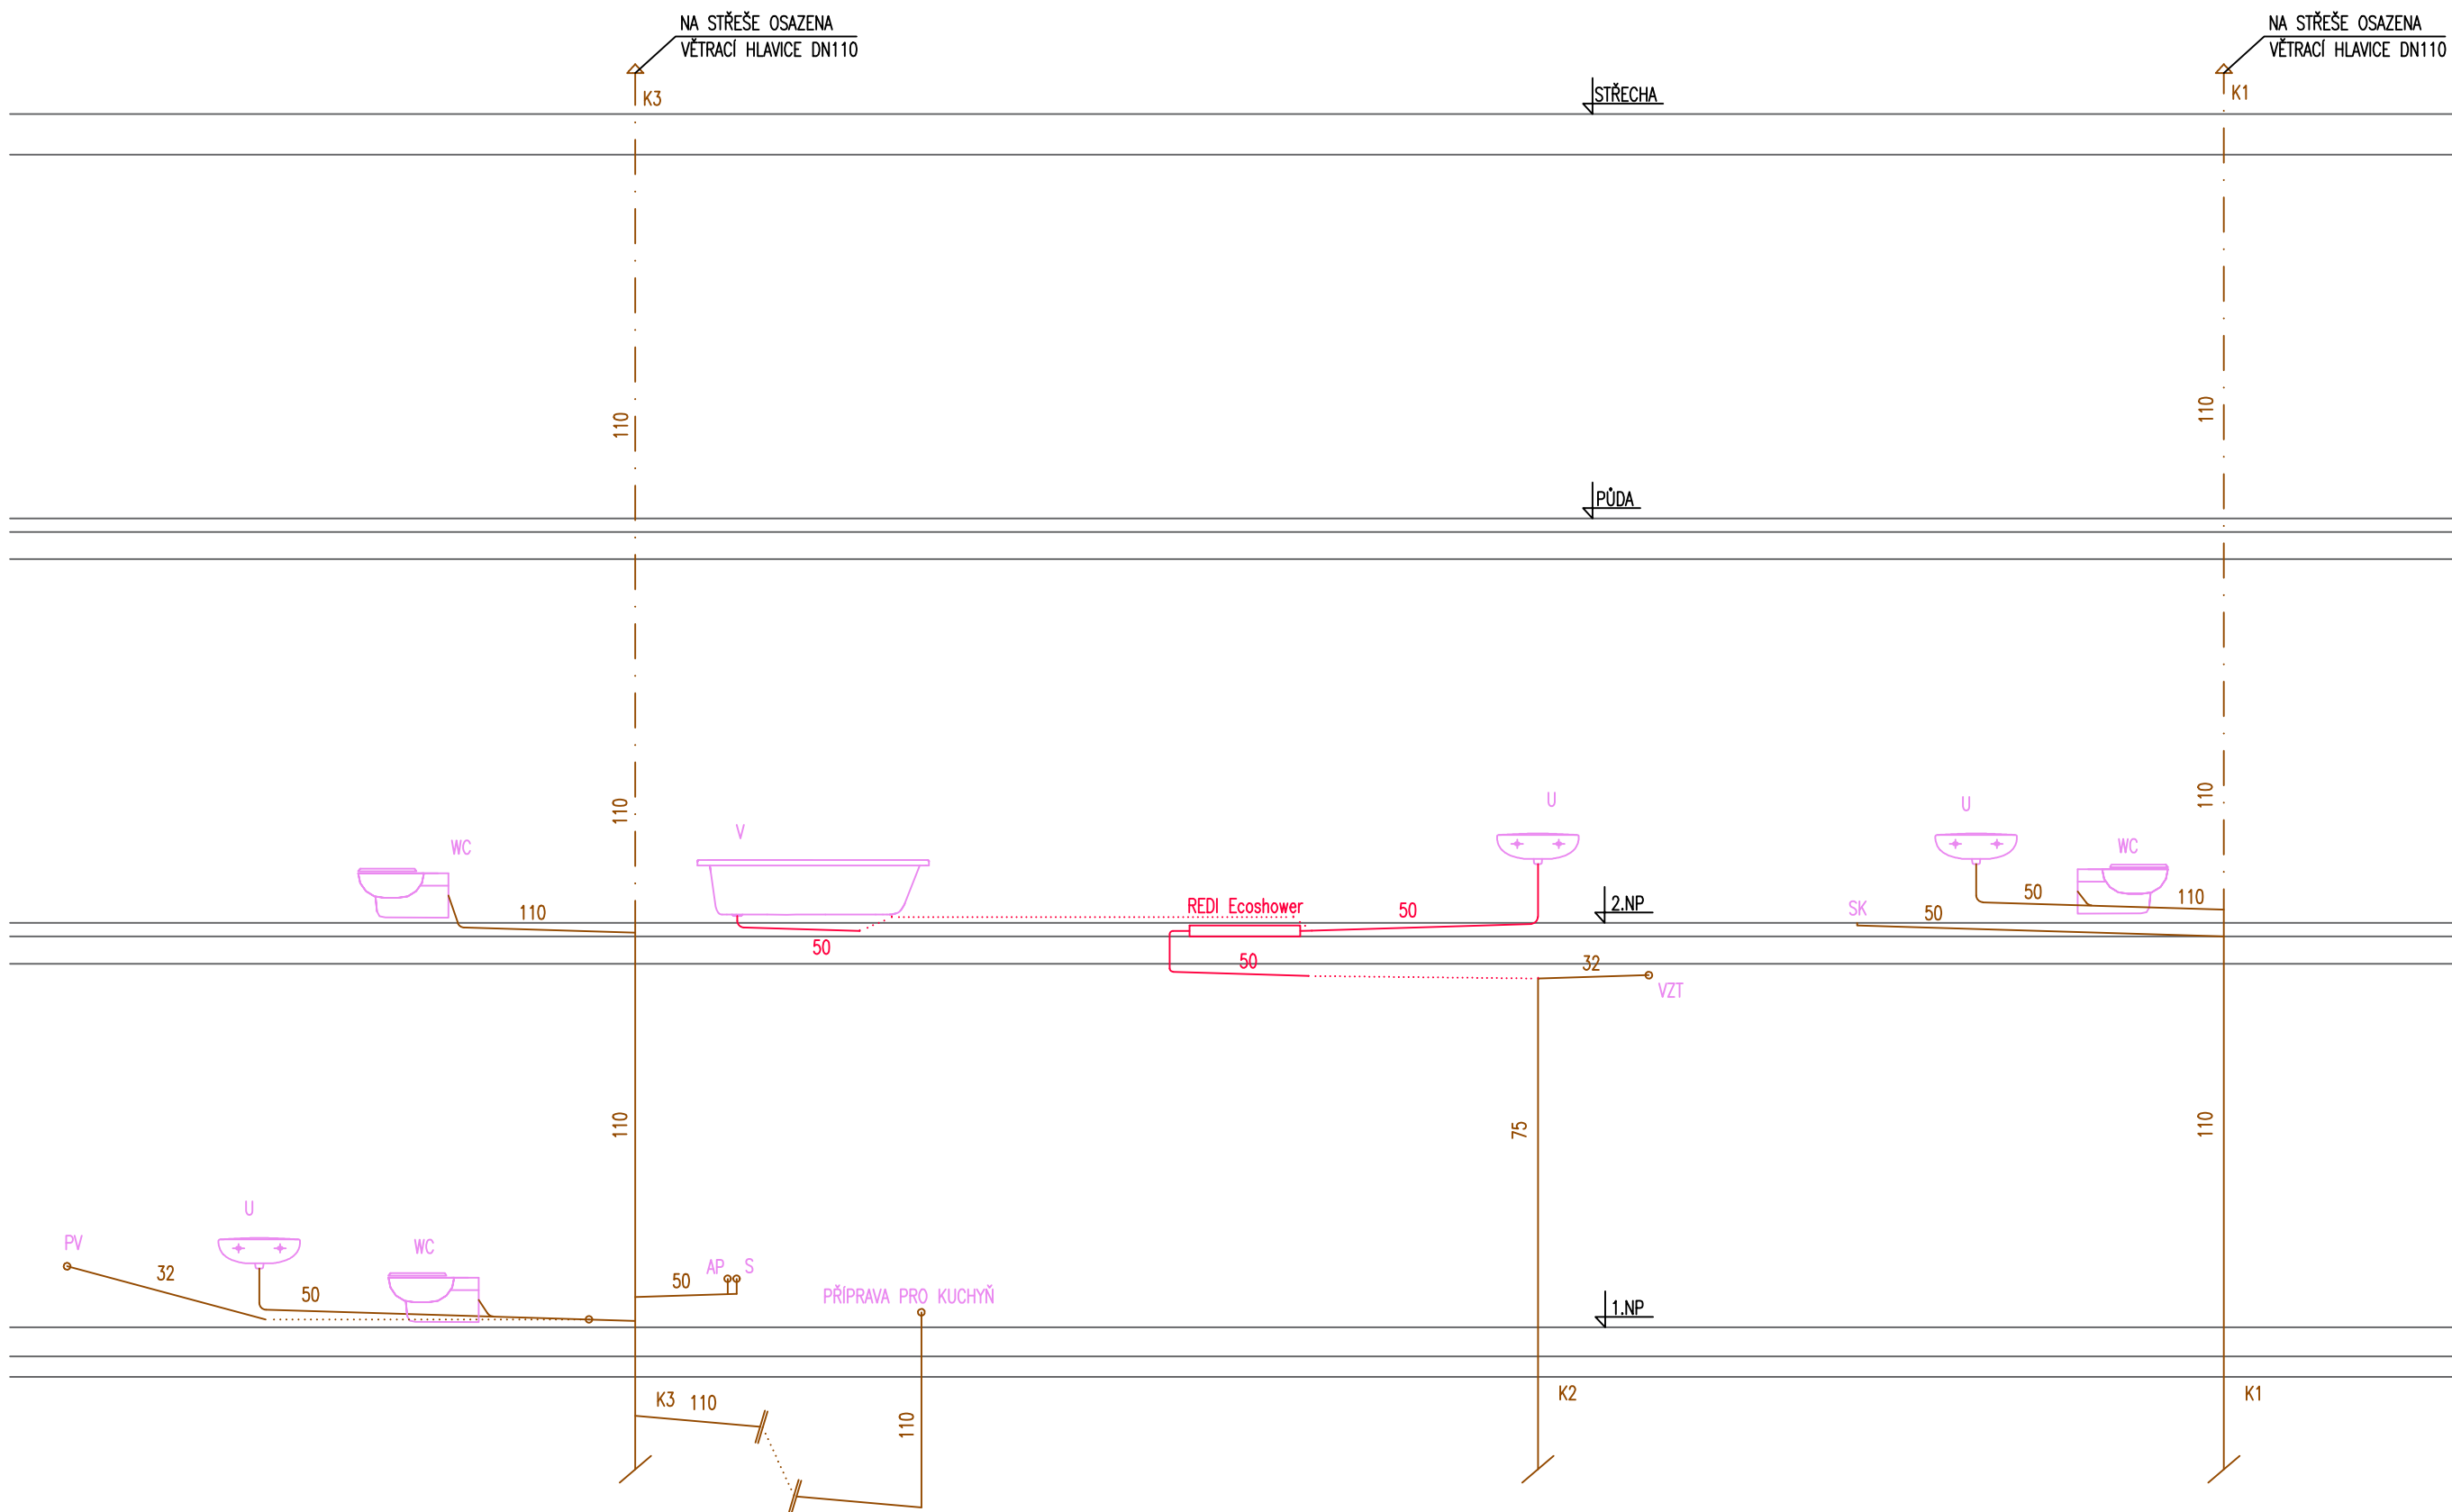 NA STŘEŠE OSAZENA
VĚTRACÍ HLAVICE DN110
NA STŘEŠE OSAZENA
VĚTRACÍ HLAVICE DN110
K3
STŘECHA
K1
110
110
PŮDA
110
110
V
U
U
WC
WC
110
REDI Ecoshower
50
2.NP
SK
50
50
110
50
50
32
VZT
110
75
110
U
PV
WC
32
50
AP
S
50
PŘÍPRAVA PRO KUCHYŇ
1.NP
K3
110
110
K2
K1